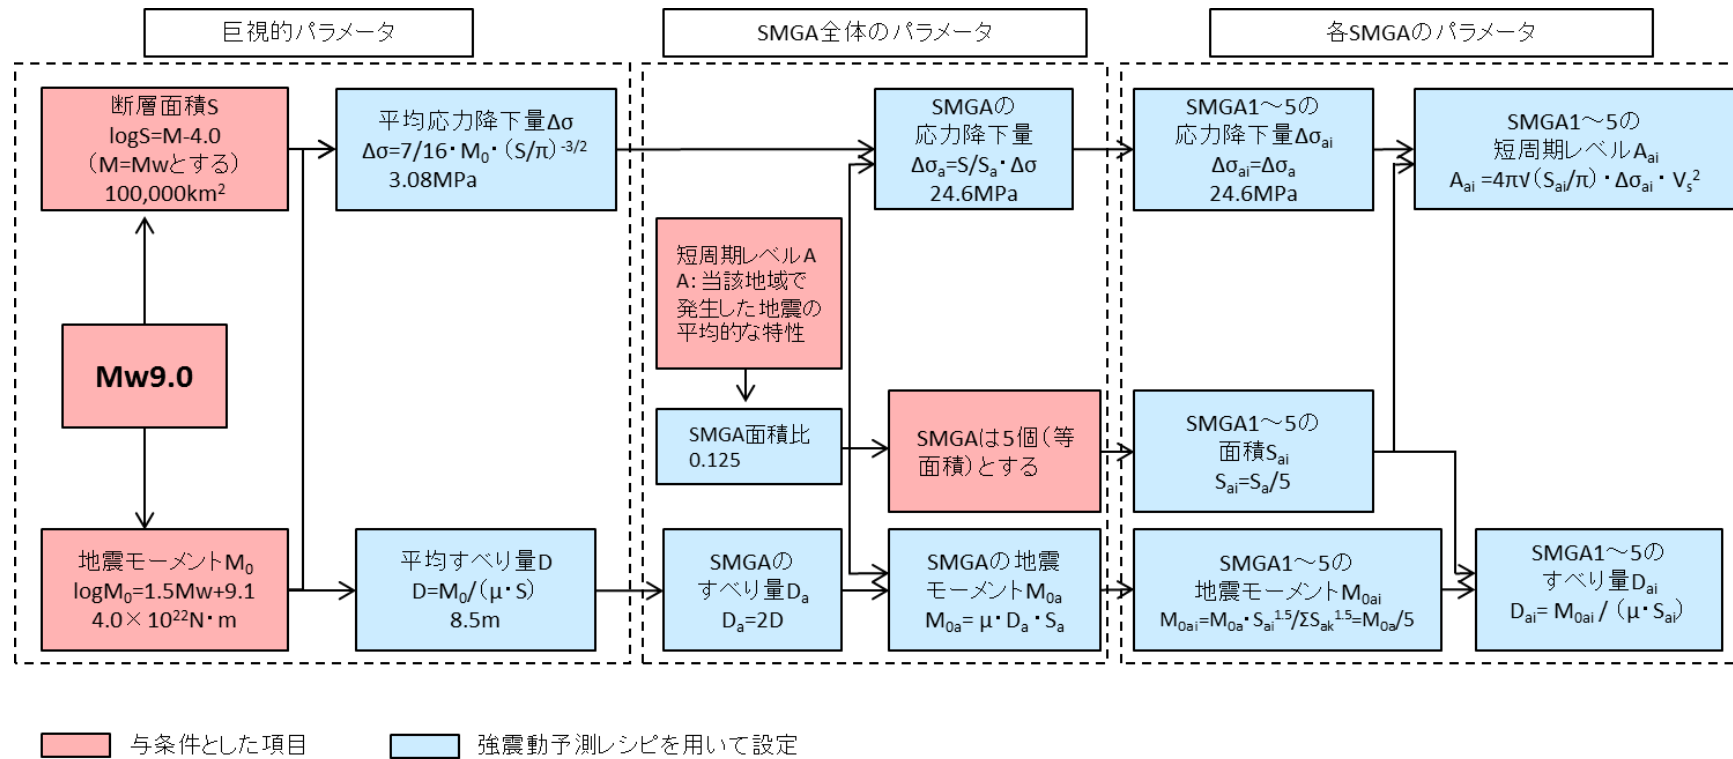 巨視的パラメータ
SMGA全体のパラメータ
各SMGAのパラメータ
断層面積S
logS=M-4.0
（M=Mwとする）
100,000km²
平均応力降下量Δσ
Δσ=7/16・M₀・（S/π）⁻³/²
3.08MPa
SMGAの
応力降下量
Δσₐ=S/Sₐ・Δσ
24.6MPa
SMGA1～5の
応力降下量Δσₐᵢ
Δσₐᵢ=Δσₐ
24.6MPa
SMGA1～5の
短周期レベルAₐᵢ
Aₐᵢ =4π√（Sₐᵢ/π）・Δσₐᵢ・Vₛ²
短周期レベルA
A：当該地域で
発生した地震の
平均的な特性
Mw9.0
SMGA面積比
0.125
SMGAは5個（等
面積）とする
SMGA1～5の
面積Sₐᵢ
Sₐᵢ=Sₐ/5
地震モーメントM₀
logM₀=1.5Mw+9.1
4.0×10²²N・m
平均すべり量D
D=M₀/（μ・S）
8.5m
SMGAの
すべり量Dₐ
Dₐ=2D
SMGAの地震
モーメントM₀ₐ
M₀ₐ=μ・Dₐ・Sₐ
SMGA1～5の
地震モーメントM₀ₐᵢ
M₀ₐᵢ=M₀ₐ・Sₐᵢ¹·⁵/ΣSₐₖ¹·⁵=M₀ₐ/5
SMGA1～5の
すべり量Dₐᵢ
Dₐᵢ= M₀ₐᵢ /（μ・Sₐᵢ）
与条件とした項目
強震動予測レシピを用いて設定